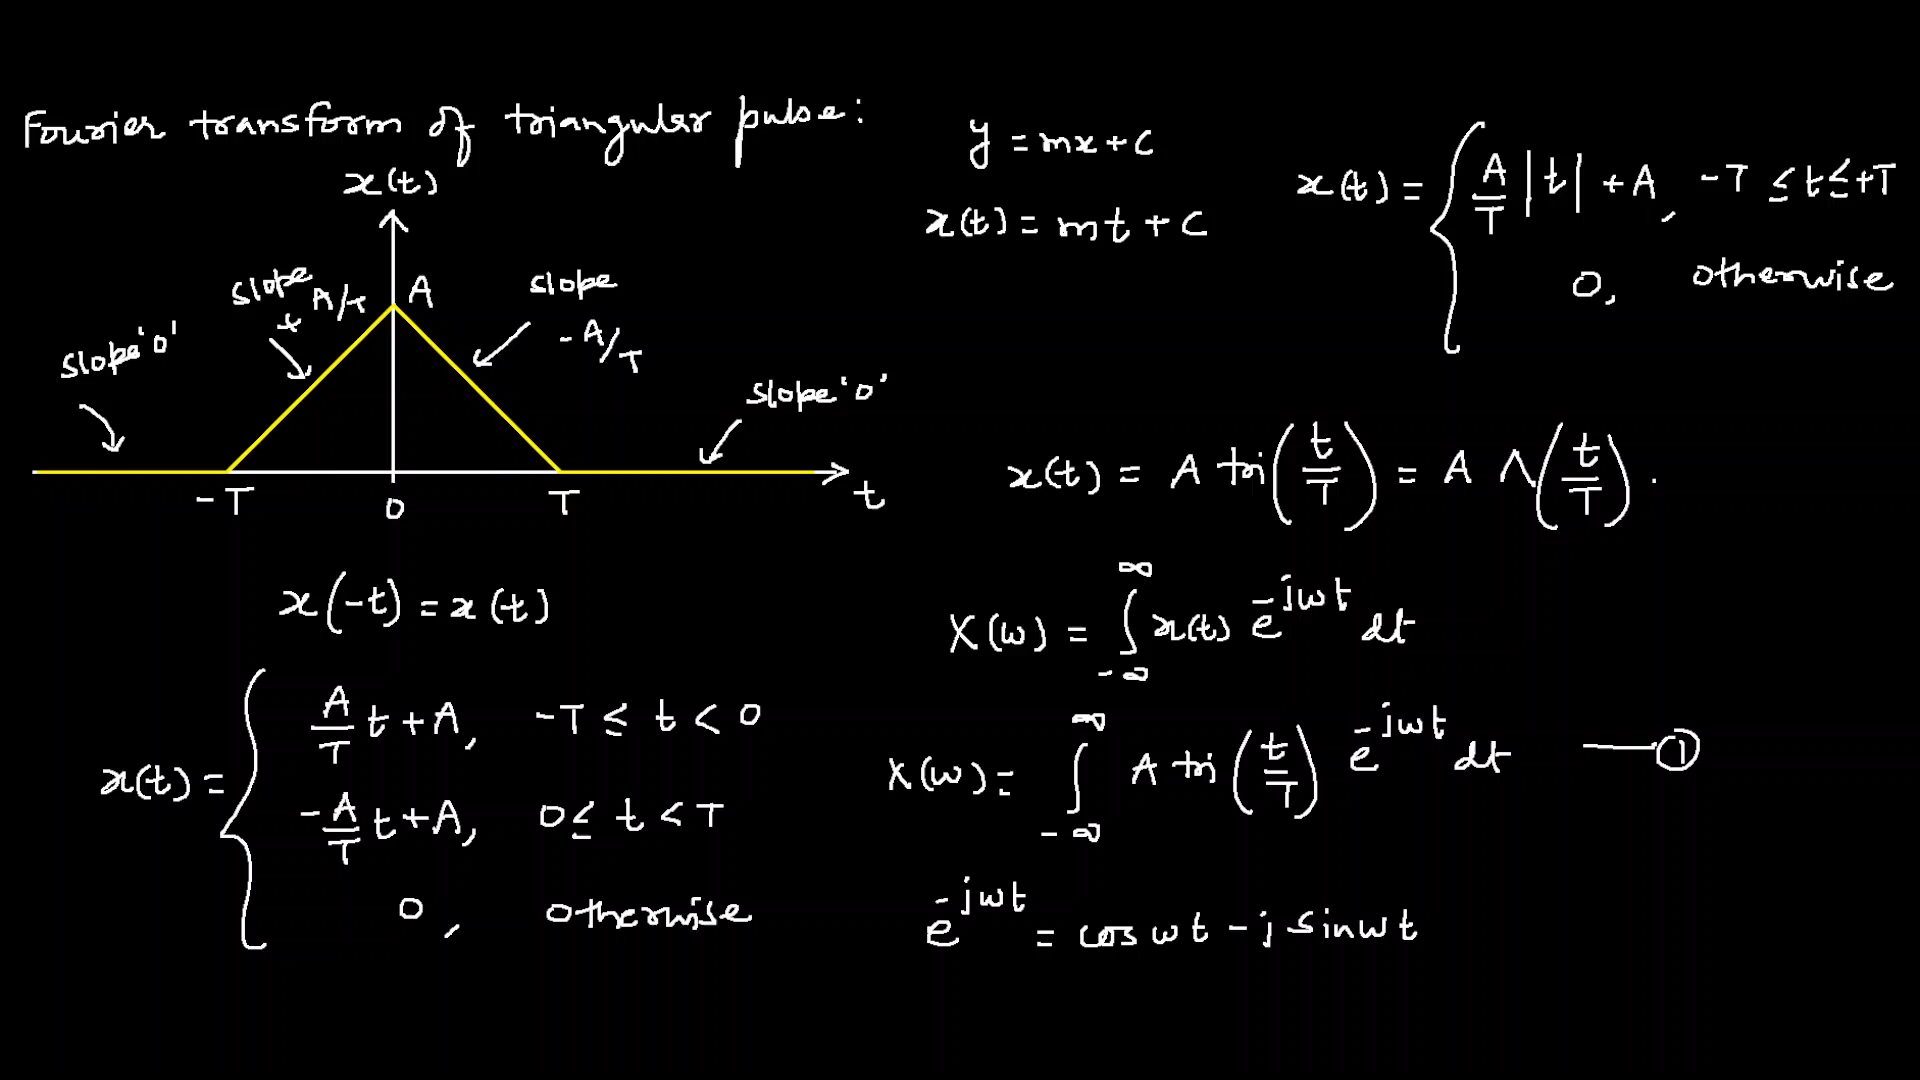 Fourier transform of triangular pulse:
x(t)
A
slope + A/T
slope - A/T
slope '0'
slope '0'
-T 0 T t
x(-t) = x(t)
x(t) = { A/T t + A, -T ≤ t < 0
-A/T t + A, 0 ≤ t < T
0, otherwise
y = mx + c
x(t) = mt + c
x(t) = { A/T |t| + A, -T ≤ t ≤ +T
0, otherwise
x(t) = A tri(t/T) = A Λ(t/T).
X(ω) = ∫_{-∞}^{∞} x(t) e^{-jωt} dt
X(ω) = ∫_{-∞}^{∞} A tri(t/T) e^{-jωt} dt —①
e^{-jωt} = cos ωt - j sin ωt